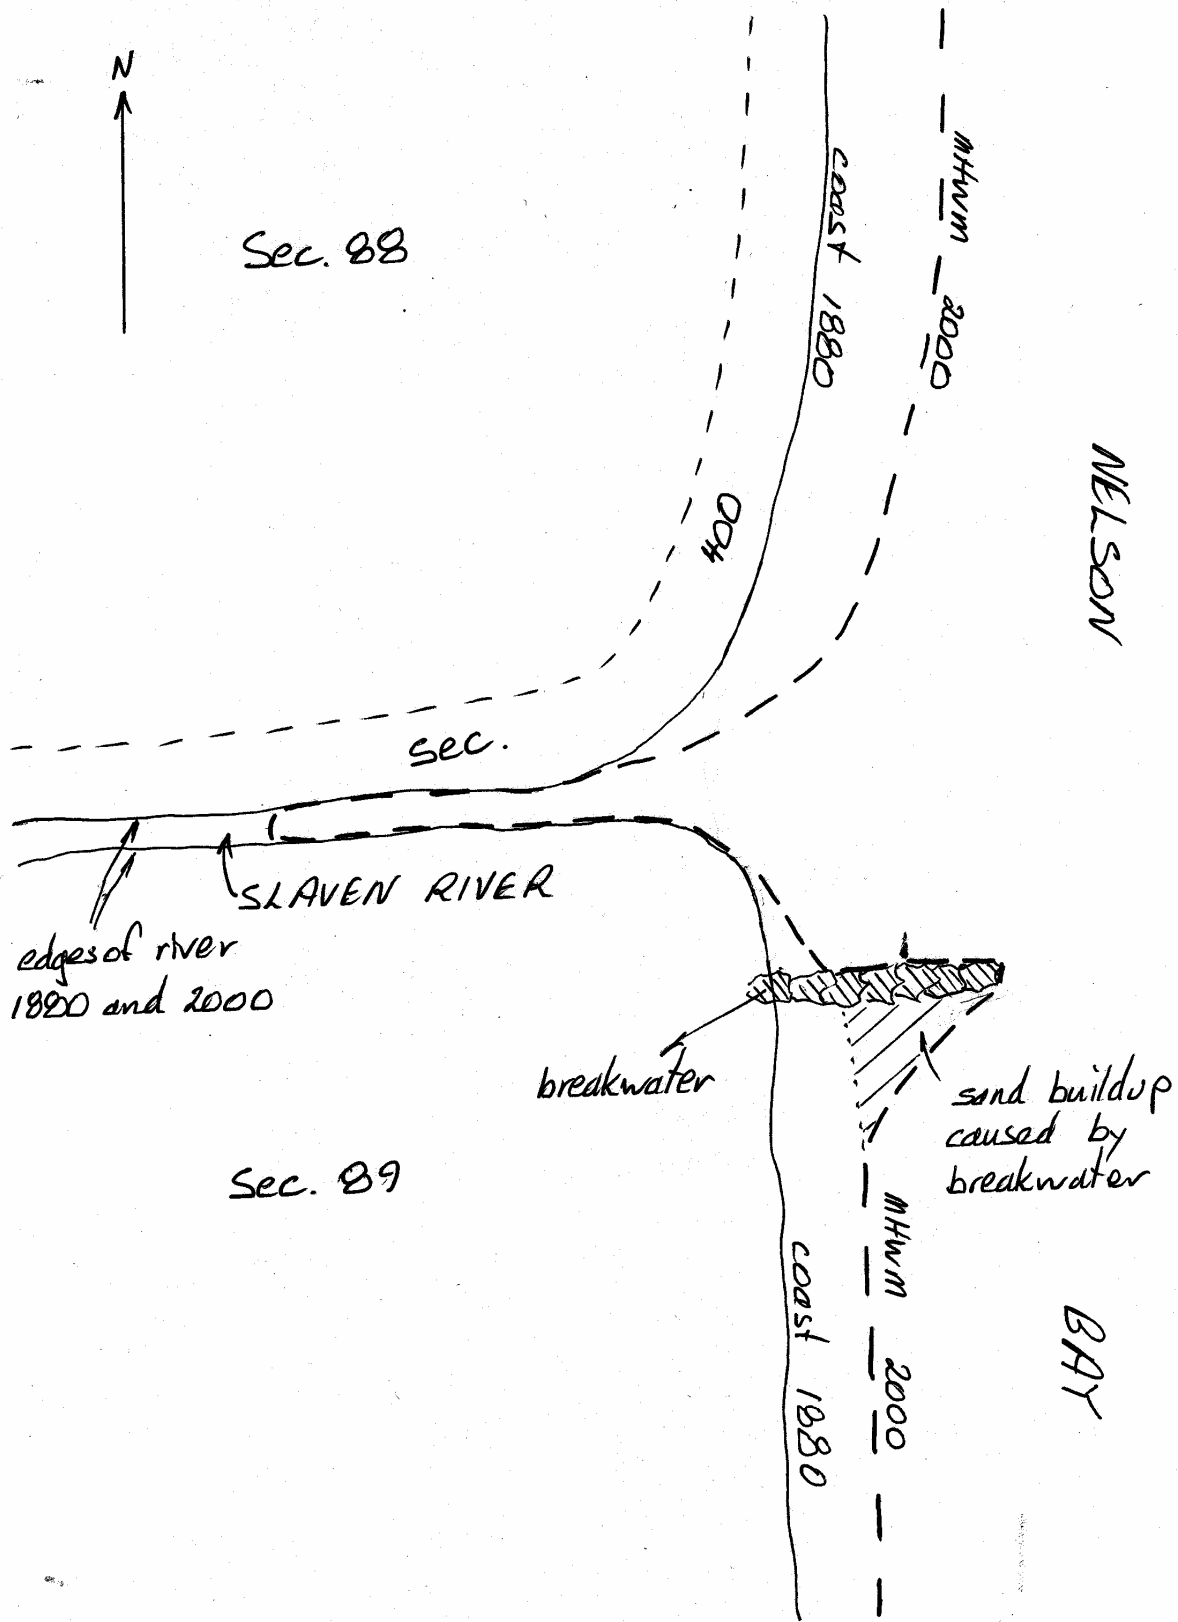 N
Sec. 88
coast 1880
MHWM 2000
NELSON
400
sec.
SLAVEN RIVER
edges of river
1880 and 2000
breakwater
sand buildup
caused by
breakwater
Sec. 89
MHWM 2000
coast 1880
BAY